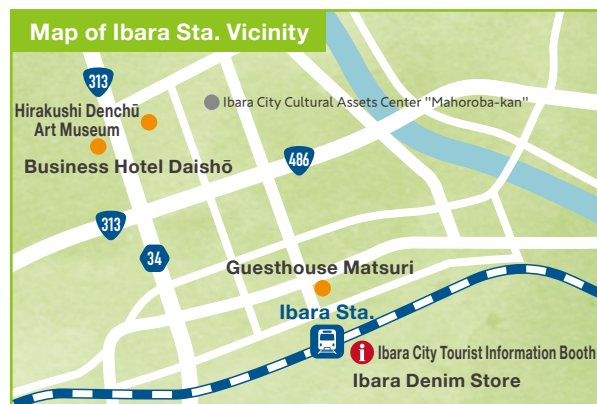 Map of Ibara Sta. Vicinity
313
Hirakushi Denchū
Art Museum
Ibara City Cultural Assets Center "Mahoroba-kan"
Business Hotel Daishō
486
313
34
Guesthouse Matsuri
Ibara Sta.
i Ibara City Tourist Information Booth
Ibara Denim Store